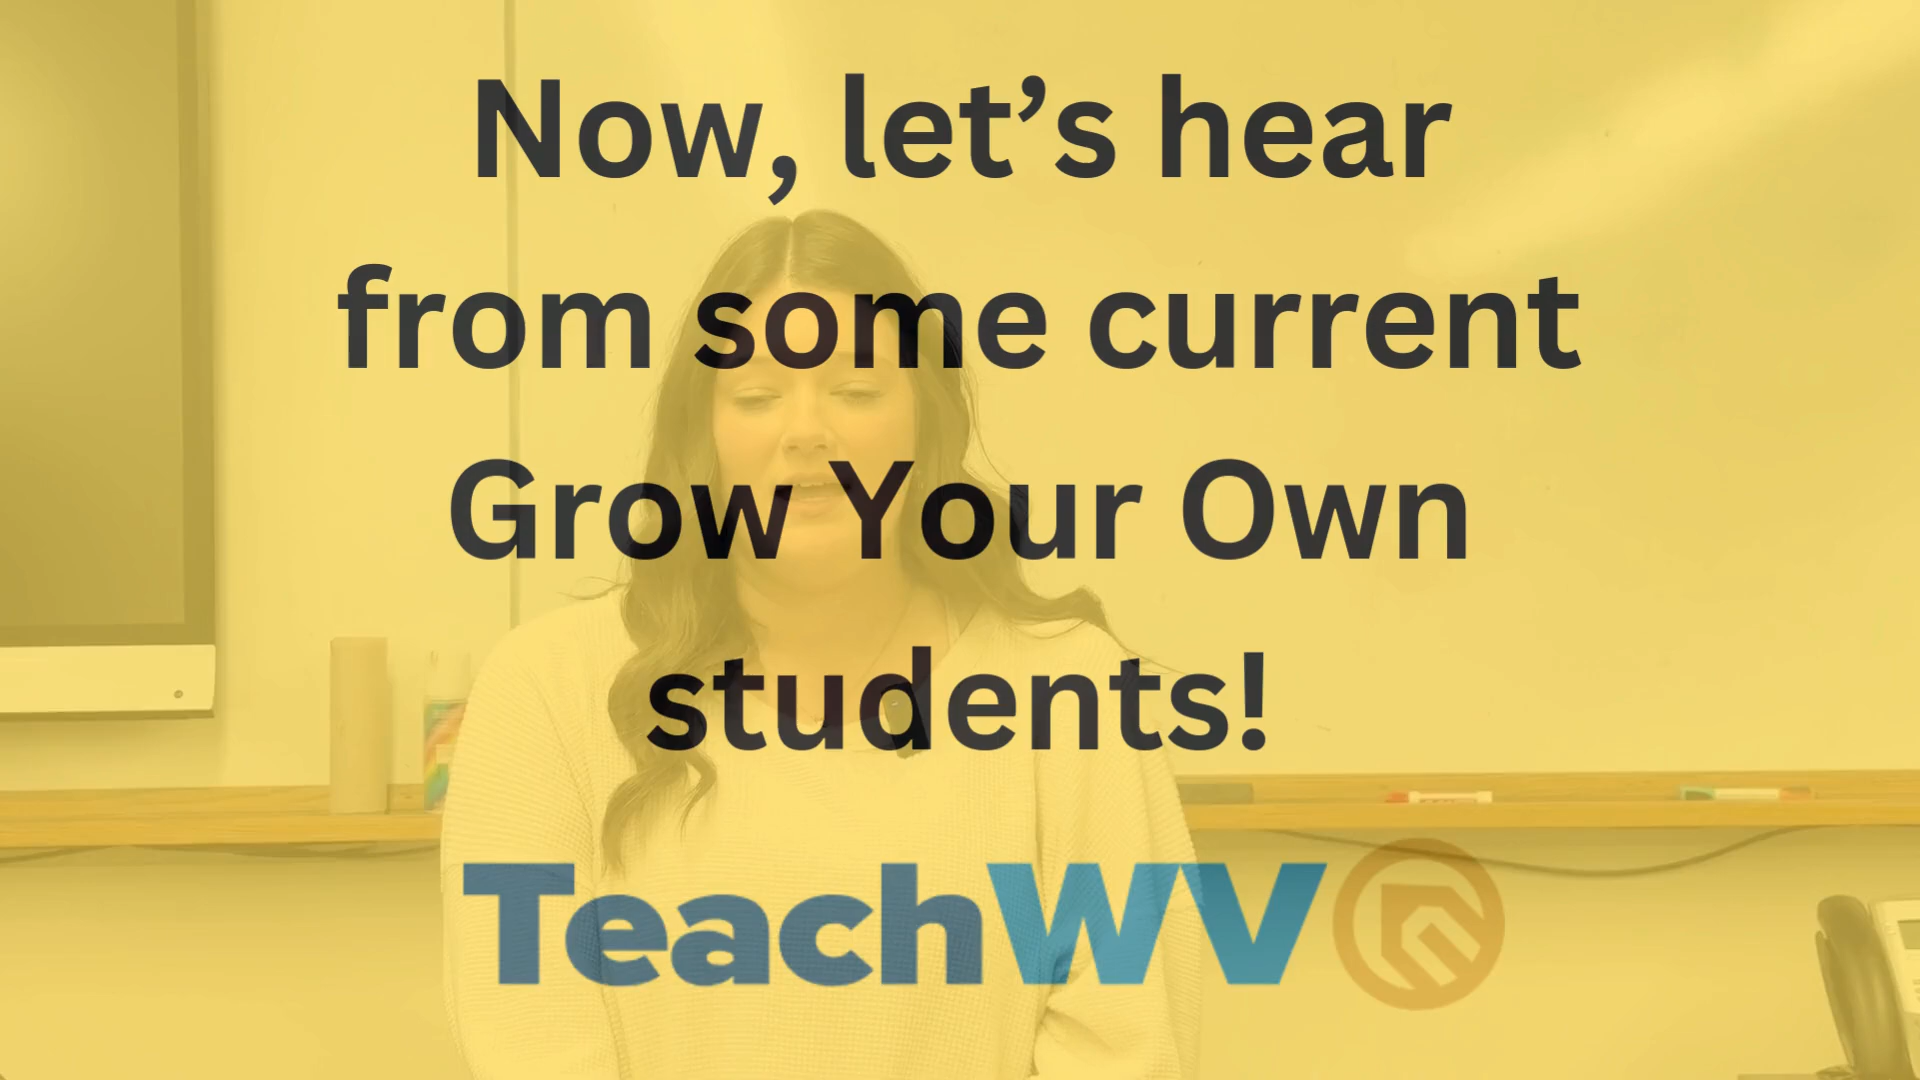 Now, let’s hear
from some current
Grow Your Own
students!
TeachWV